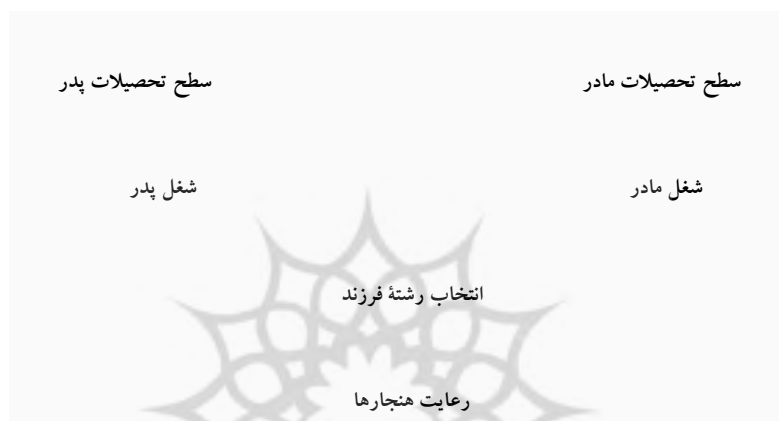 سطح تحصیلات مادر
سطح تحصیلات پدر
شغل مادر
شغل پدر
انتخاب رشتهٔ فرزند
رعایت هنجارها